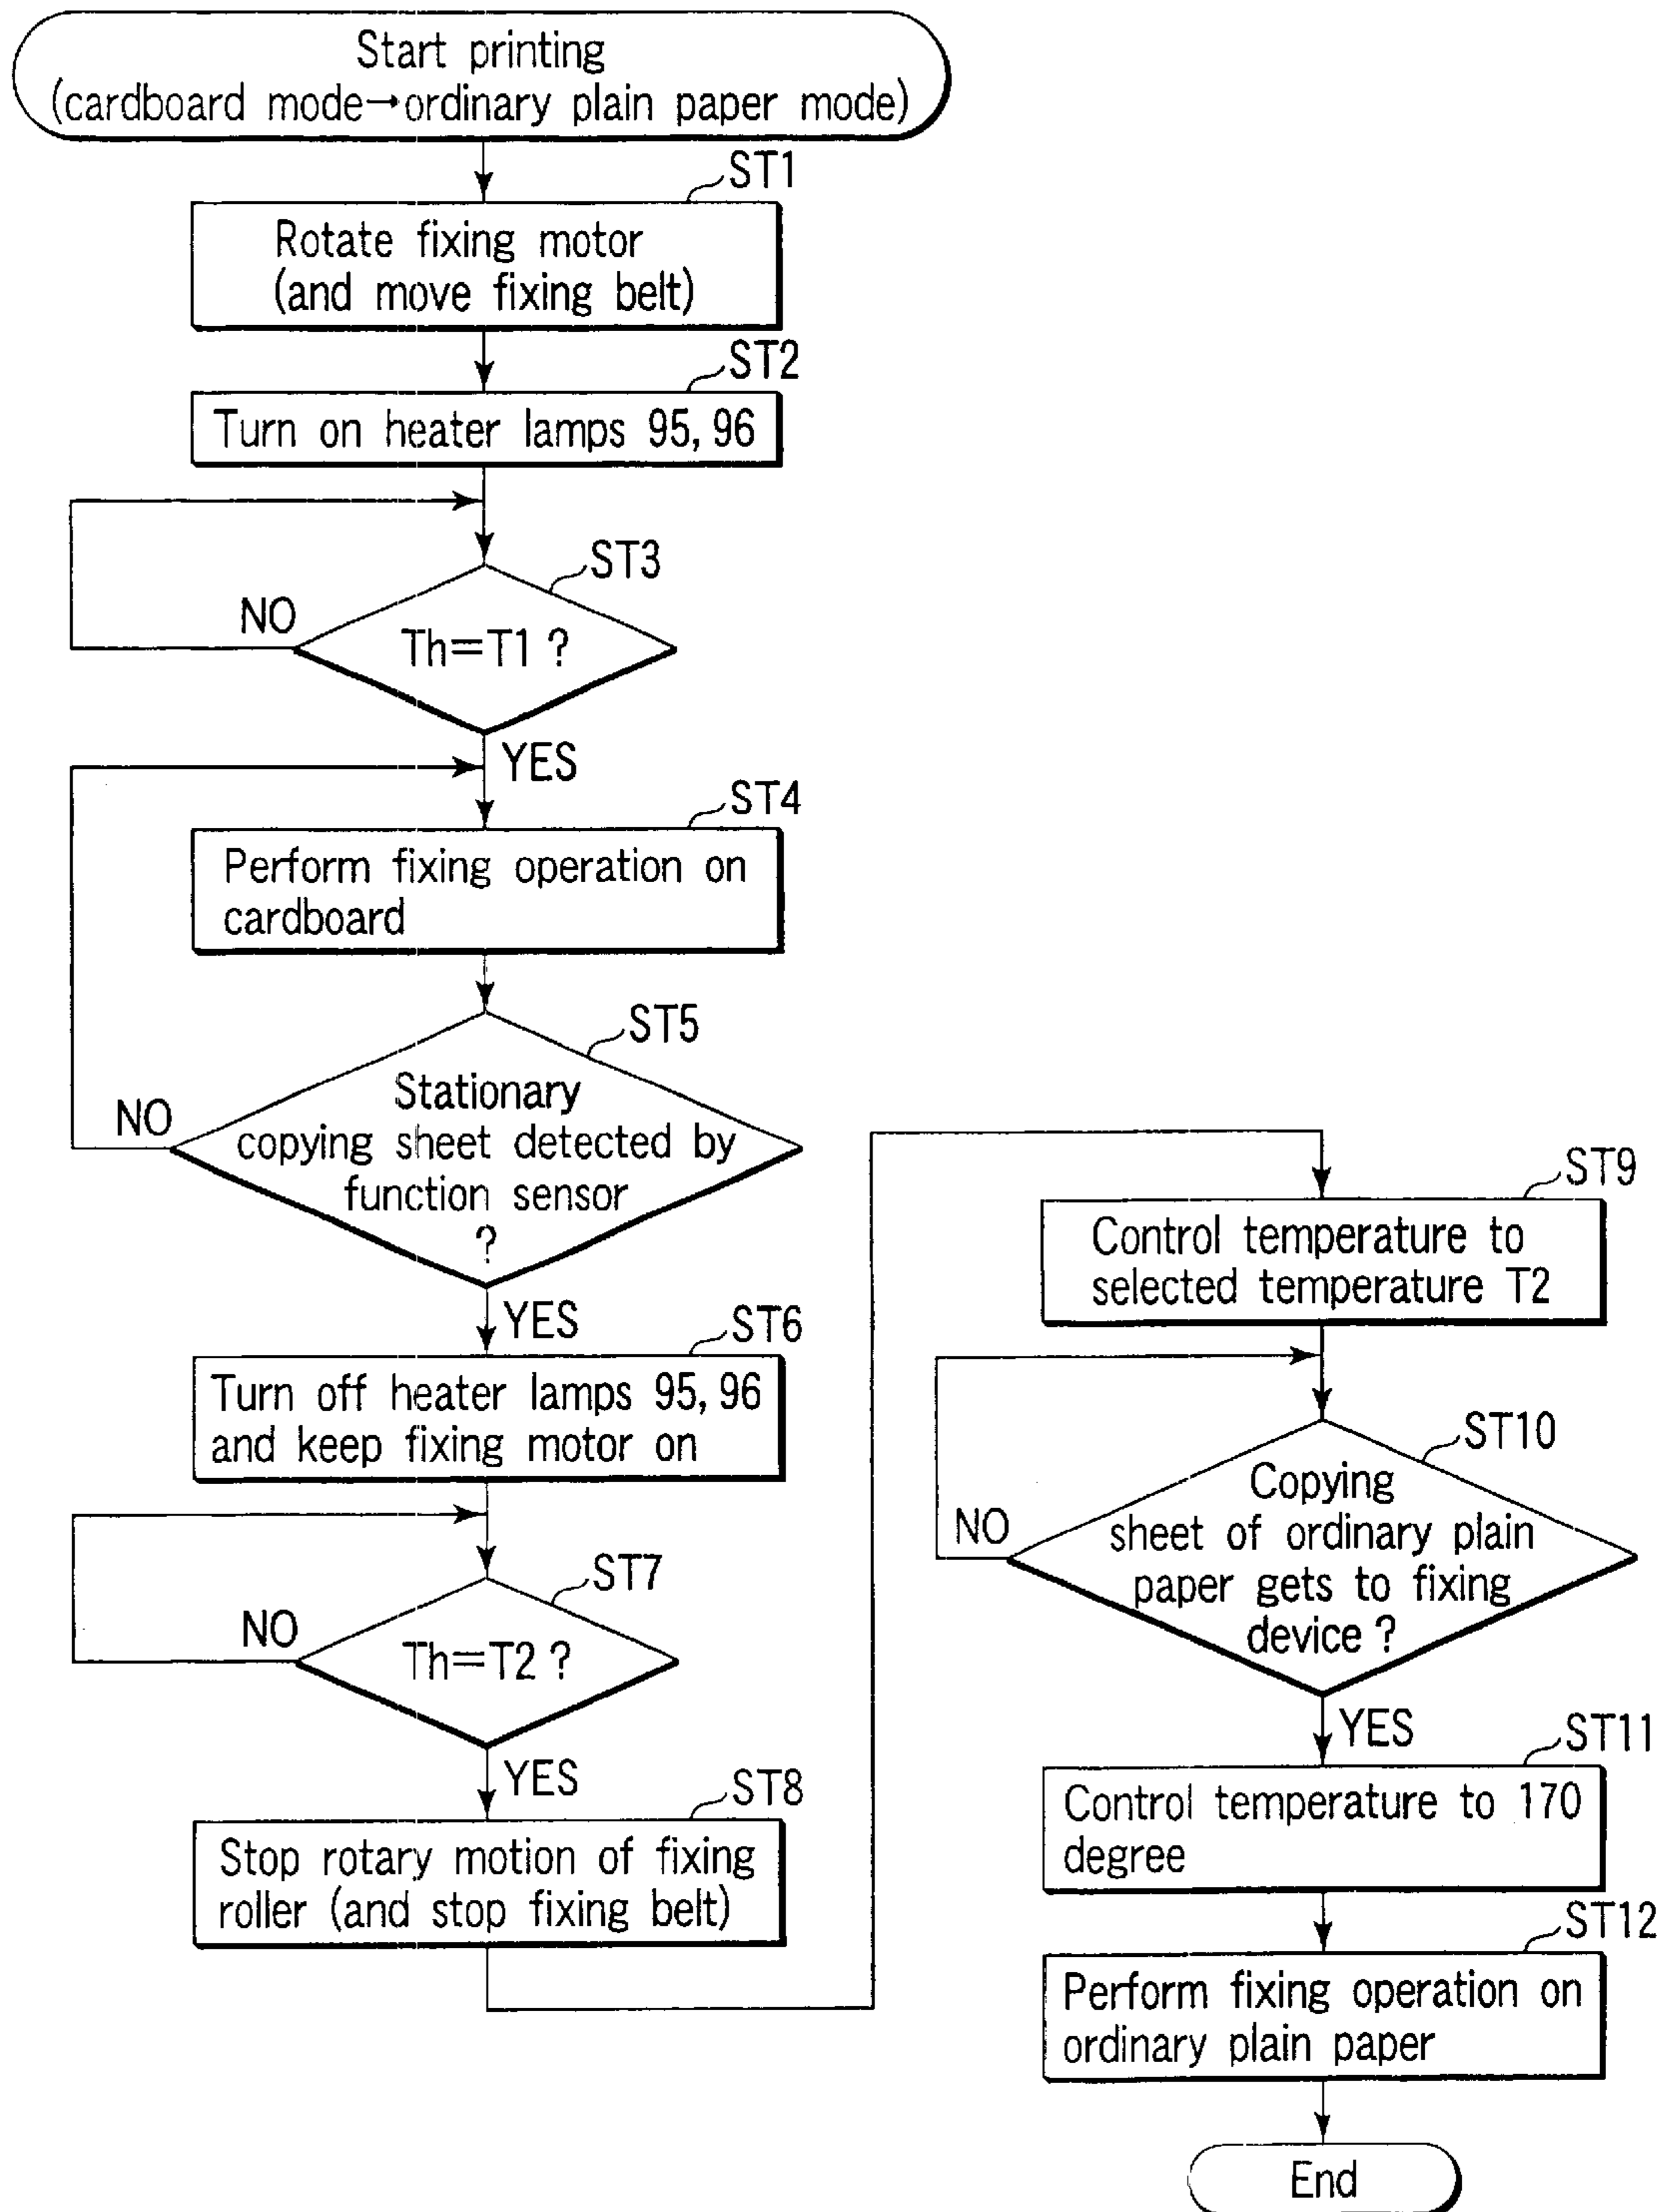 Start printing
(cardboard mode→ordinary plain paper mode)
ST1
Rotate fixing motor
(and move fixing belt)
ST2
Turn on heater lamps 95, 96
ST3
NO
Th=T1 ?
YES
ST4
Perform fixing operation on
cardboard
ST5
NO
Stationary
copying sheet detected by
function sensor
?
YES
ST6
Turn off heater lamps 95, 96
and keep fixing motor on
ST7
NO
Th=T2 ?
YES
ST8
Stop rotary motion of fixing
roller (and stop fixing belt)
ST9
Control temperature to
selected temperature T2
ST10
NO
Copying
sheet of ordinary plain
paper gets to fixing
device ?
YES
ST11
Control temperature to 170
degree
ST12
Perform fixing operation on
ordinary plain paper
End